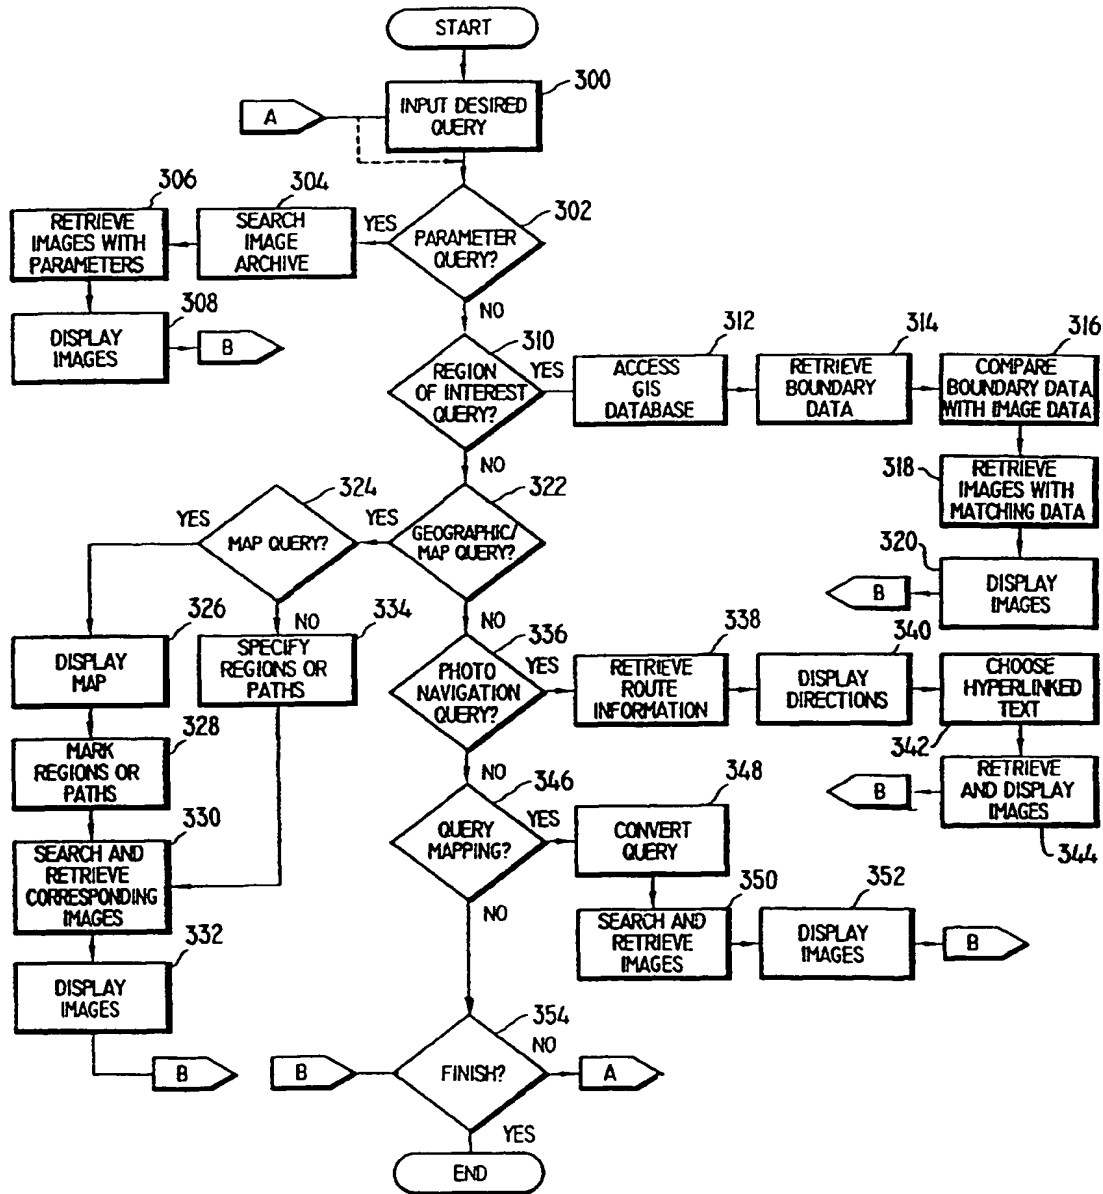 START
300
INPUT DESIRED
QUERY
A
306
304
302
RETRIEVE
IMAGES WITH
PARAMETERS
SEARCH
IMAGE
ARCHIVE
YES
PARAMETER
QUERY?
308
NO
DISPLAY
IMAGES
B
310
312
314
316
REGION
OF INTEREST
QUERY?
YES
ACCESS
GIS
DATABASE
RETRIEVE
BOUNDARY
DATA
COMPARE
BOUNDARY DATA
WITH IMAGE DATA
NO
318
RETRIEVE
IMAGES WITH
MATCHING DATA
324
322
YES
MAP QUERY?
YES
GEOGRAPHIC/
MAP QUERY?
320
DISPLAY
IMAGES
B
326
NO
334
NO
336
338
340
DISPLAY
MAP
SPECIFY
REGIONS OR
PATHS
PHOTO
NAVIGATION
QUERY?
YES
RETRIEVE
ROUTE
INFORMATION
DISPLAY
DIRECTIONS
CHOOSE
HYPERLINKED
TEXT
342
328
MARK
REGIONS OR
PATHS
NO
346
348
B
RETRIEVE
AND DISPLAY
IMAGES
344
330
SEARCH AND
RETRIEVE
CORRESPONDING
IMAGES
QUERY
MAPPING?
YES
CONVERT
QUERY
NO
350
352
332
SEARCH AND
RETRIEVE
IMAGES
DISPLAY
IMAGES
B
DISPLAY
IMAGES
354
B
B
FINISH?
NO
A
YES
END